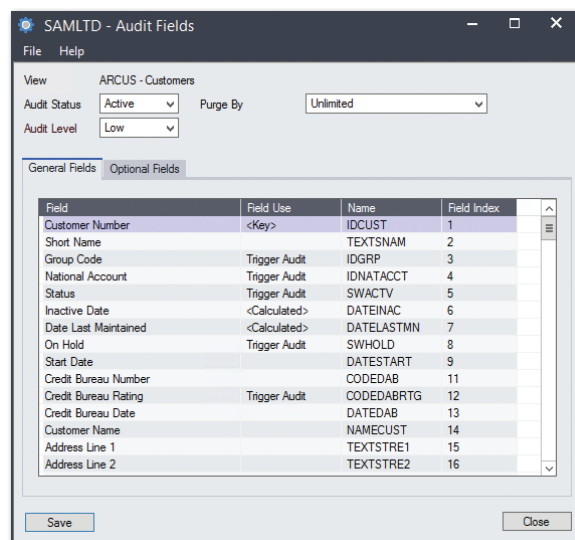 SAMLTD - Audit Fields
File Help
View ARCUS - Customers
Audit Status Active Purge By Unlimited
Audit Level Low
General Fields Optional Fields
Field Field Use Name Field Index
Customer Number <Key> IDCUST 1
Short Name TEXTSNAM 2
Group Code Trigger Audit IDGRP 3
National Account Trigger Audit IDNATACCT 4
Status Trigger Audit SWACTV 5
Inactive Date <Calculated> DATEINAC 6
Date Last Maintained <Calculated> DATELASTMN 7
On Hold Trigger Audit SWHOLD 8
Start Date DATESTART 9
Credit Bureau Number CODEDAB 11
Credit Bureau Rating Trigger Audit CODEDABRTG 12
Credit Bureau Date DATEDAB 13
Customer Name NAMECUST 14
Address Line 1 TEXTSTRE1 15
Address Line 2 TEXTSTRE2 16
Save Close